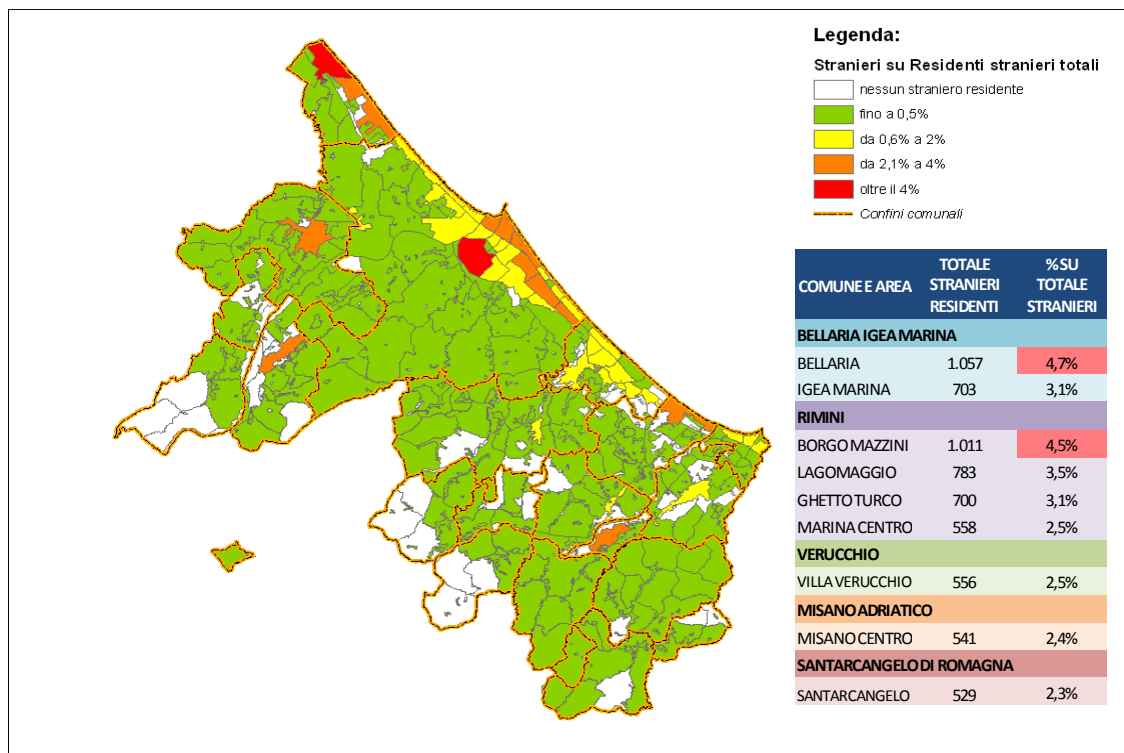 Legenda:
Stranieri su Residenti stranieri totali
nessun straniero residente
fino a 0,5%
da 0,6% a 2%
da 2,1% a 4%
oltre il 4%
Confini comunali
COMUNE E AREA TOTALE STRANIERI RESIDENTI % SU TOTALE STRANIERI
BELLARIA IGEA MARINA
BELLARIA 1.057 4,7%
IGEA MARINA 703 3,1%
RIMINI
BORGO MAZZINI 1.011 4,5%
LAGOMAGGIO 783 3,5%
GHETTO TURCO 700 3,1%
MARINA CENTRO 558 2,5%
VERUCCHIO
VILLA VERUCCHIO 556 2,5%
MISANO ADRIATICO
MISANO CENTRO 541 2,4%
SANTARCANGELO DI ROMAGNA
SANTARCANGELO 529 2,3%